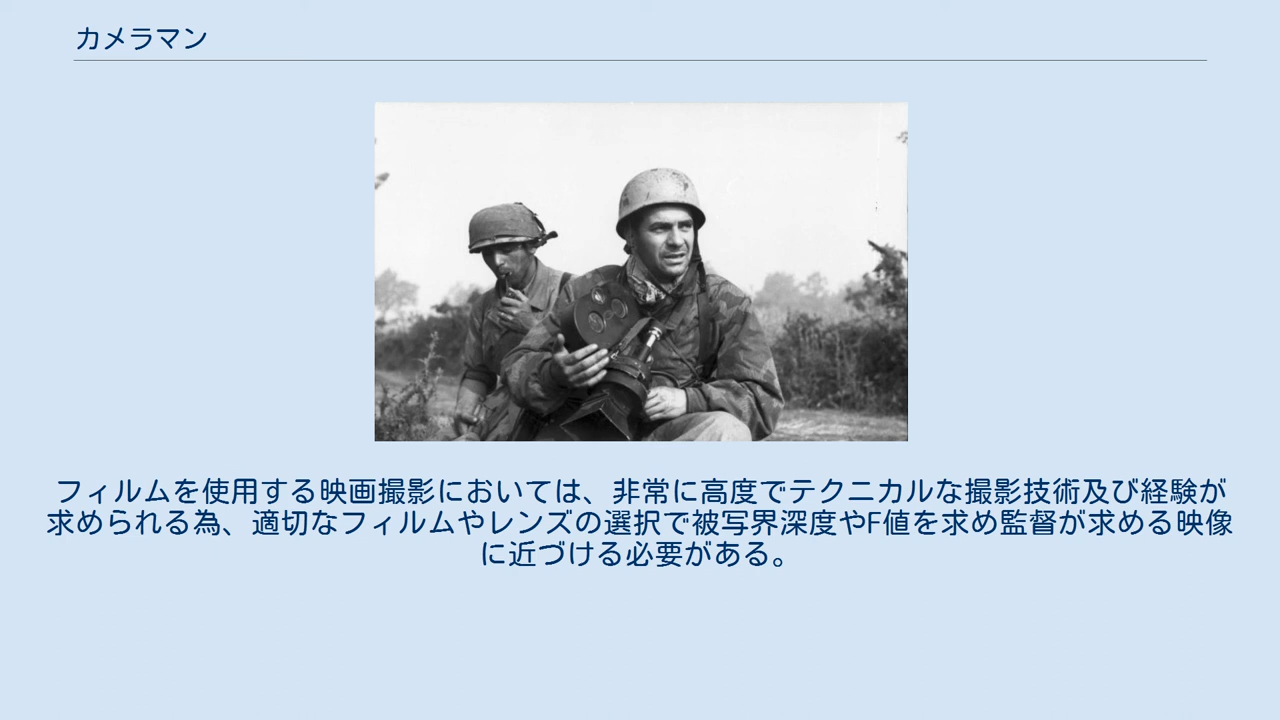 カメラマン
フィルムを使用する映画撮影においては、非常に高度でテクニカルな撮影技術及び経験が
求められる為、適切なフィルムやレンズの選択で被写界深度やF値を求め監督が求める映像
に近づける必要がある。